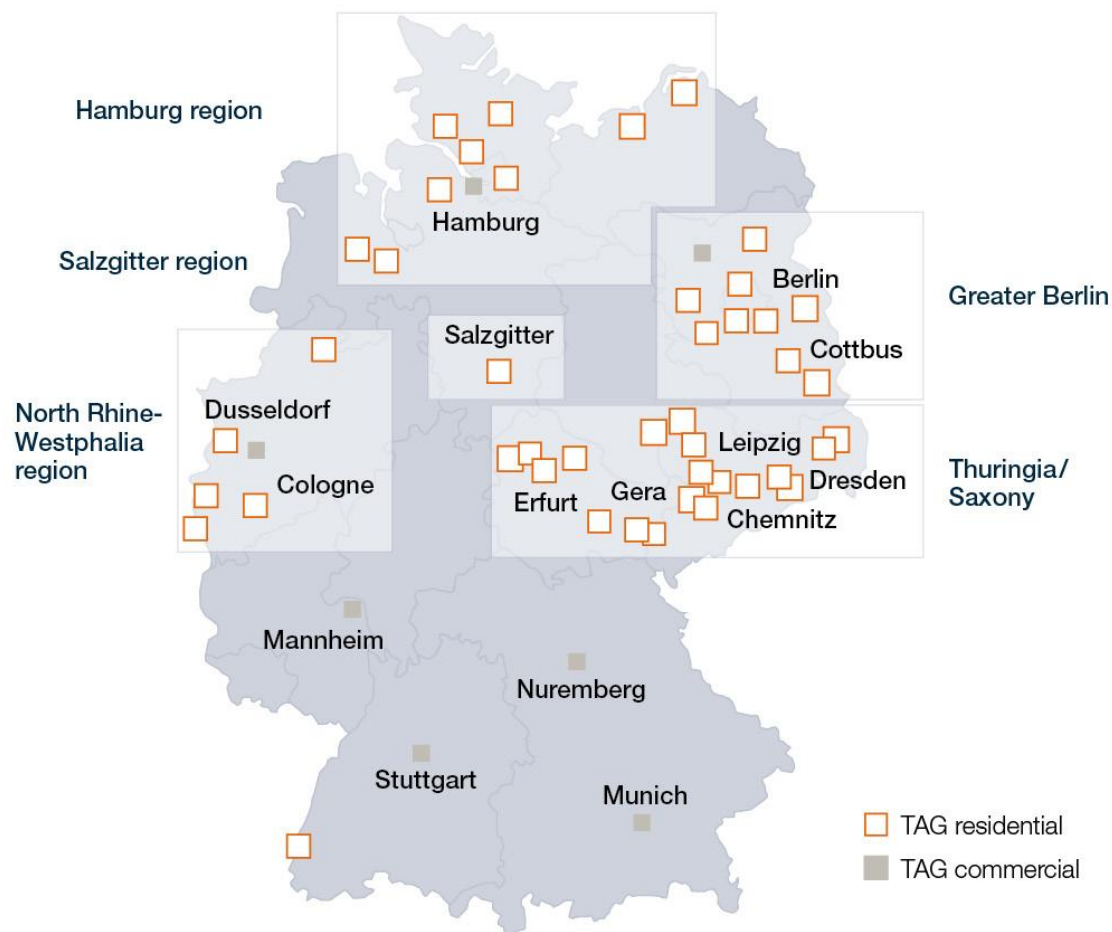 Hamburg region
Hamburg
Salzgitter region
Berlin
Greater Berlin
Salzgitter
Cottbus
North Rhine-
Westphalia
region
Dusseldorf
Cologne
Leipzig
Dresden
Erfurt
Gera
Chemnitz
Thuringia/
Saxony
Mannheim
Nuremberg
Stuttgart
Munich
TAG residential
TAG commercial